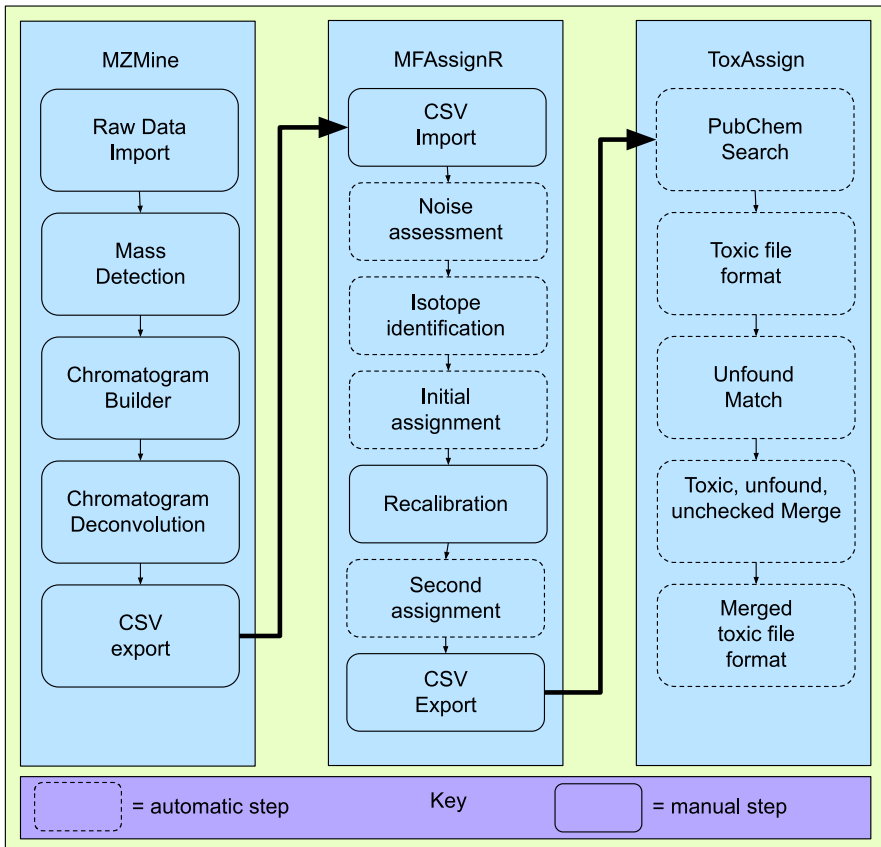 MZMine
Raw Data
Import
Mass
Detection
Chromatogram
Builder
Chromatogram
Deconvolution
CSV
export
MFAssignR
CSV
Import
Noise
assessment
Isotope
identification
Initial
assignment
Recalibration
Second
assignment
CSV
Export
ToxAssign
PubChem
Search
Toxic file
format
Unfound
Match
Toxic, unfound,
unchecked Merge
Merged
toxic file
format
= automatic step
Key
= manual step